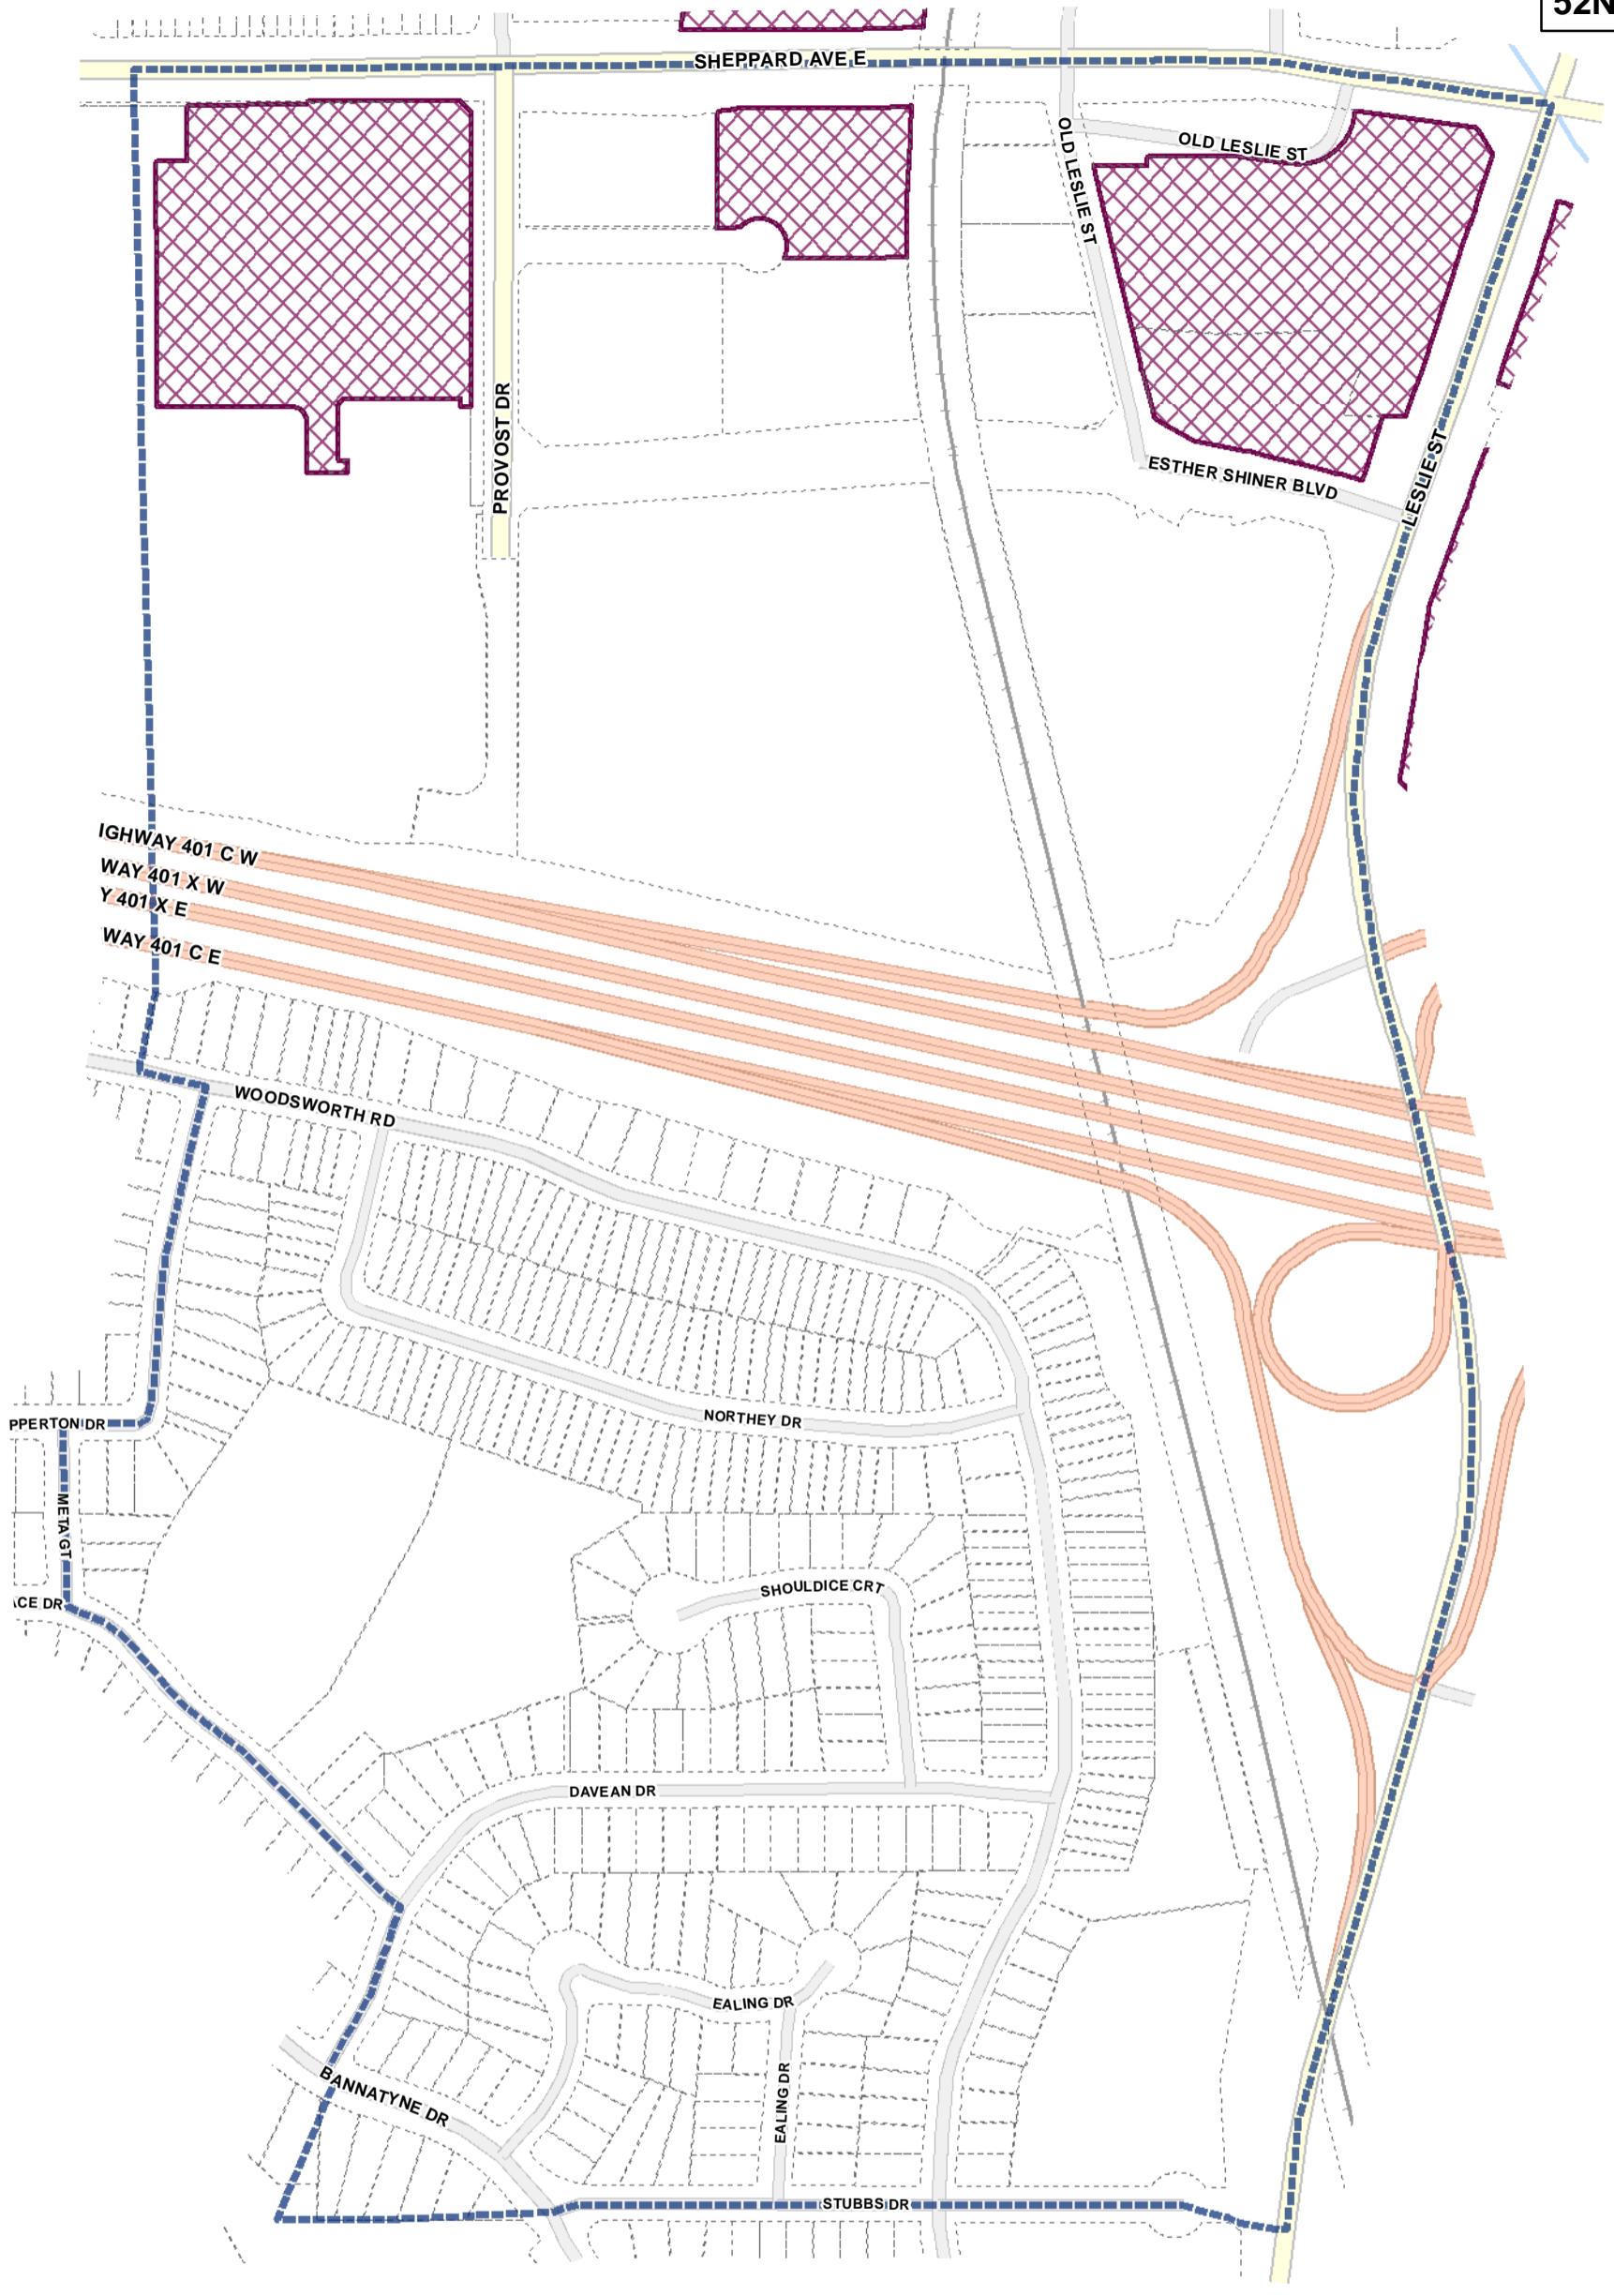 52N
SHEPPARD AVE E
OLD LESLIE ST
OLD LESLIE ST
PROVOST DR
ESTHER SHINER BLVD
LESLIE ST
IGHWAY 401 C W
WAY 401 X W
Y 401 X E
WAY 401 C E
WOODSWORTH RD
NORTHEY DR
PPERTON DR
META GT
SHOULDICE CRT
ACE DR
DAVEAN DR
EALING DR
EALING DR
BANNATYNE DR
STUBBS DR